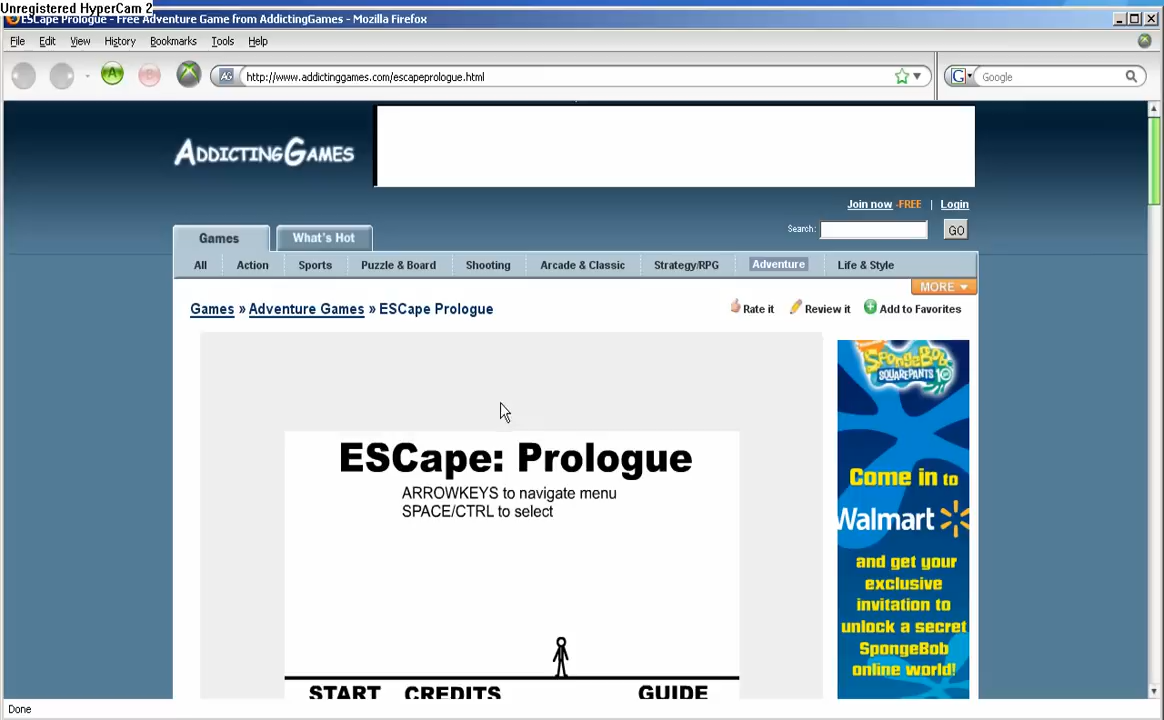 Unregistered HyperCam 2
ESCape Prologue - Free Adventure Game from AddictingGames - Mozilla Firefox
File Edit View History Bookmarks Tools Help
AG http://www.addictinggames.com/escapeprologue.html G Google
ADDICTINGGAMES
Join now -FREE | Login
Search: GO
Games What's Hot
All Action Sports Puzzle & Board Shooting Arcade & Classic Strategy/RPG Adventure Life & Style
MORE
Games » Adventure Games » ESCape Prologue Rate it Review it Add to Favorites
SpongeBob
SQUAREPANTS 10
ESCape: Prologue
ARROWKEYS to navigate menu
SPACE/CTRL to select
START CREDITS GUIDE
Come in to
Walmart
and get your
exclusive
invitation to
unlock a secret
SpongeBob
online world!
Done